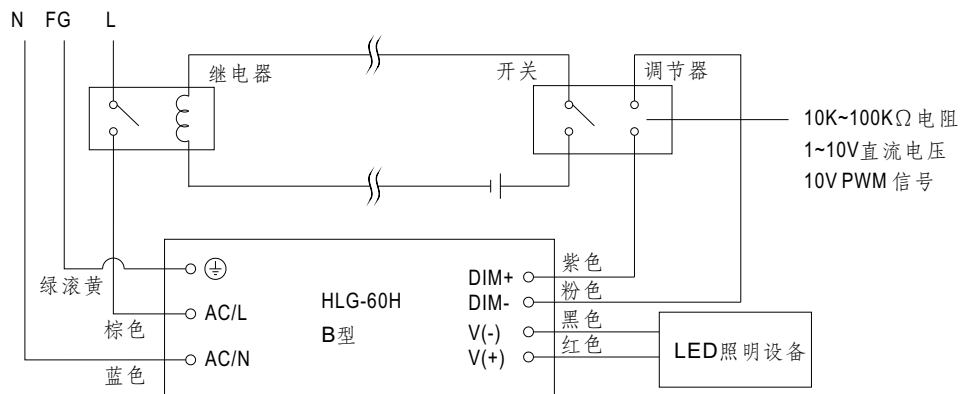 N FG L
继电器
开关
调节器
10K~100KΩ电阻
1~10V直流电压
10V PWM 信号
绿滚黄
棕色
AC/L
蓝色
AC/N
HLG-60H
B型
DIM+ 紫色
DIM- 粉色
V(-) 黑色
V(+) 红色
LED照明设备